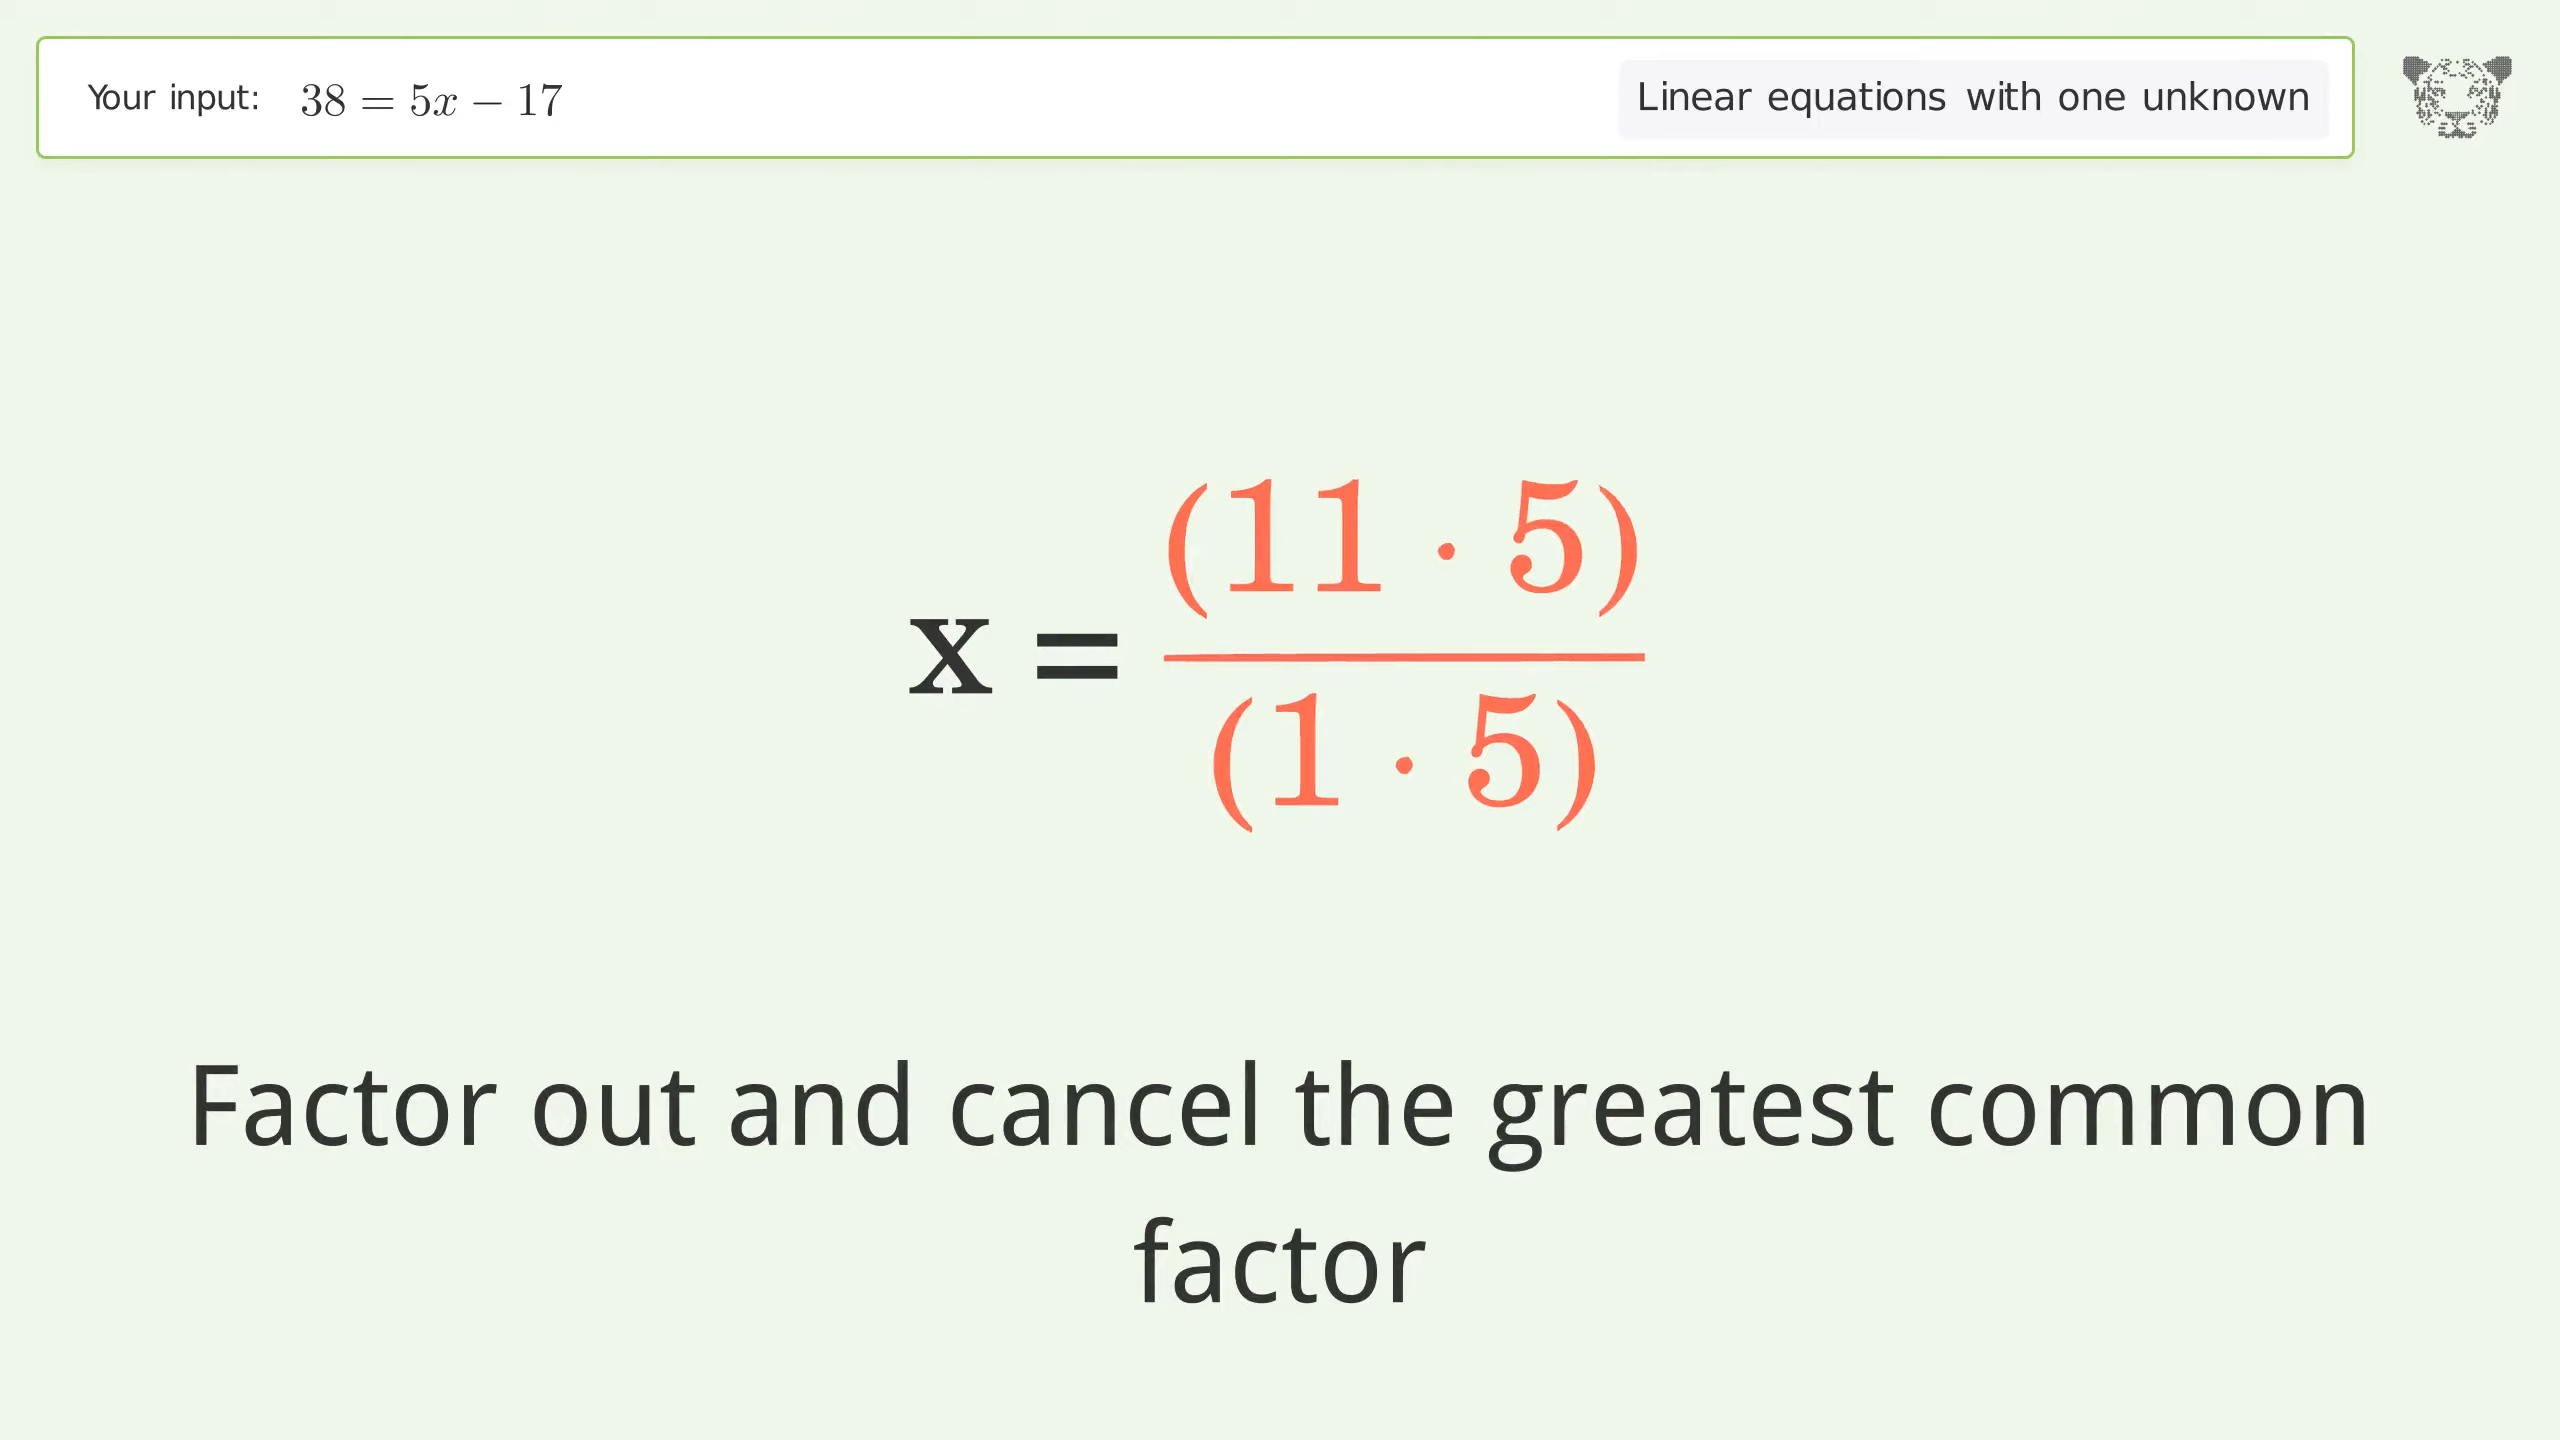 Your input: 38 = 5x − 17
Linear equations with one unknown
x = (11 · 5) / (1 · 5)
Factor out and cancel the greatest common
factor